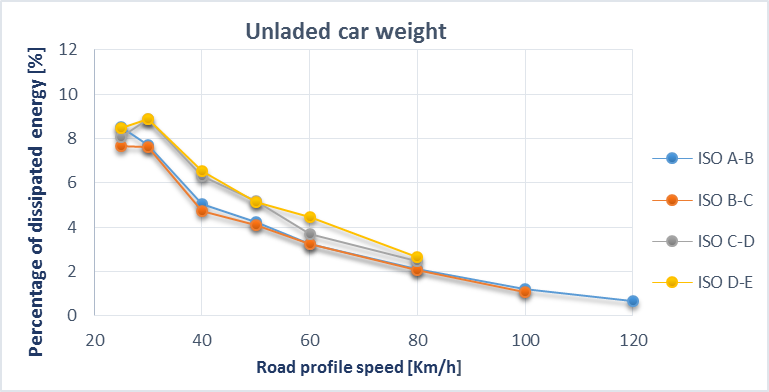 Unladed car weight
Percentage of dissipated energy [%]
12
10
8
6
4
2
0
20
40
60
80
100
120
Road profile speed [Km/h]
ISO A-B
ISO B-C
ISO C-D
ISO D-E